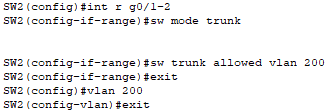 SW2(config)#int r g0/1-2
SW2(config-if-range)#sw mode trunk
SW2(config-if-range)#sw trunk allowed vlan 200
SW2(config-if-range)#exit
SW2(config)#vlan 200
SW2(config-vlan)#exit